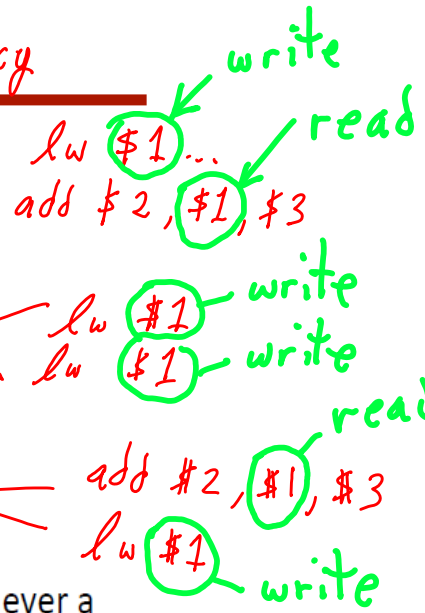 cy
write
lw $1 ...
read
add $2, $1, $3
lw $1 write
lw $1 write
read
add $2, $1, $3
lw $1
write
ever a